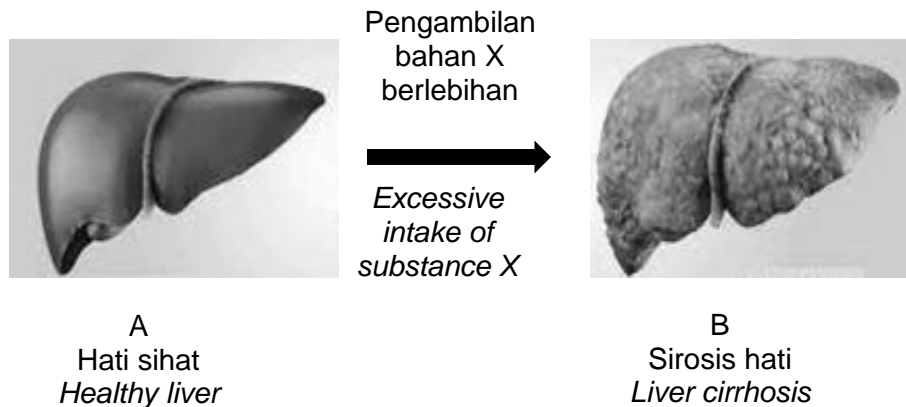 Pengambilan
bahan X
berlebihan
Excessive
intake of
substance X
A
Hati sihat
Healthy liver
B
Sirosis hati
Liver cirrhosis